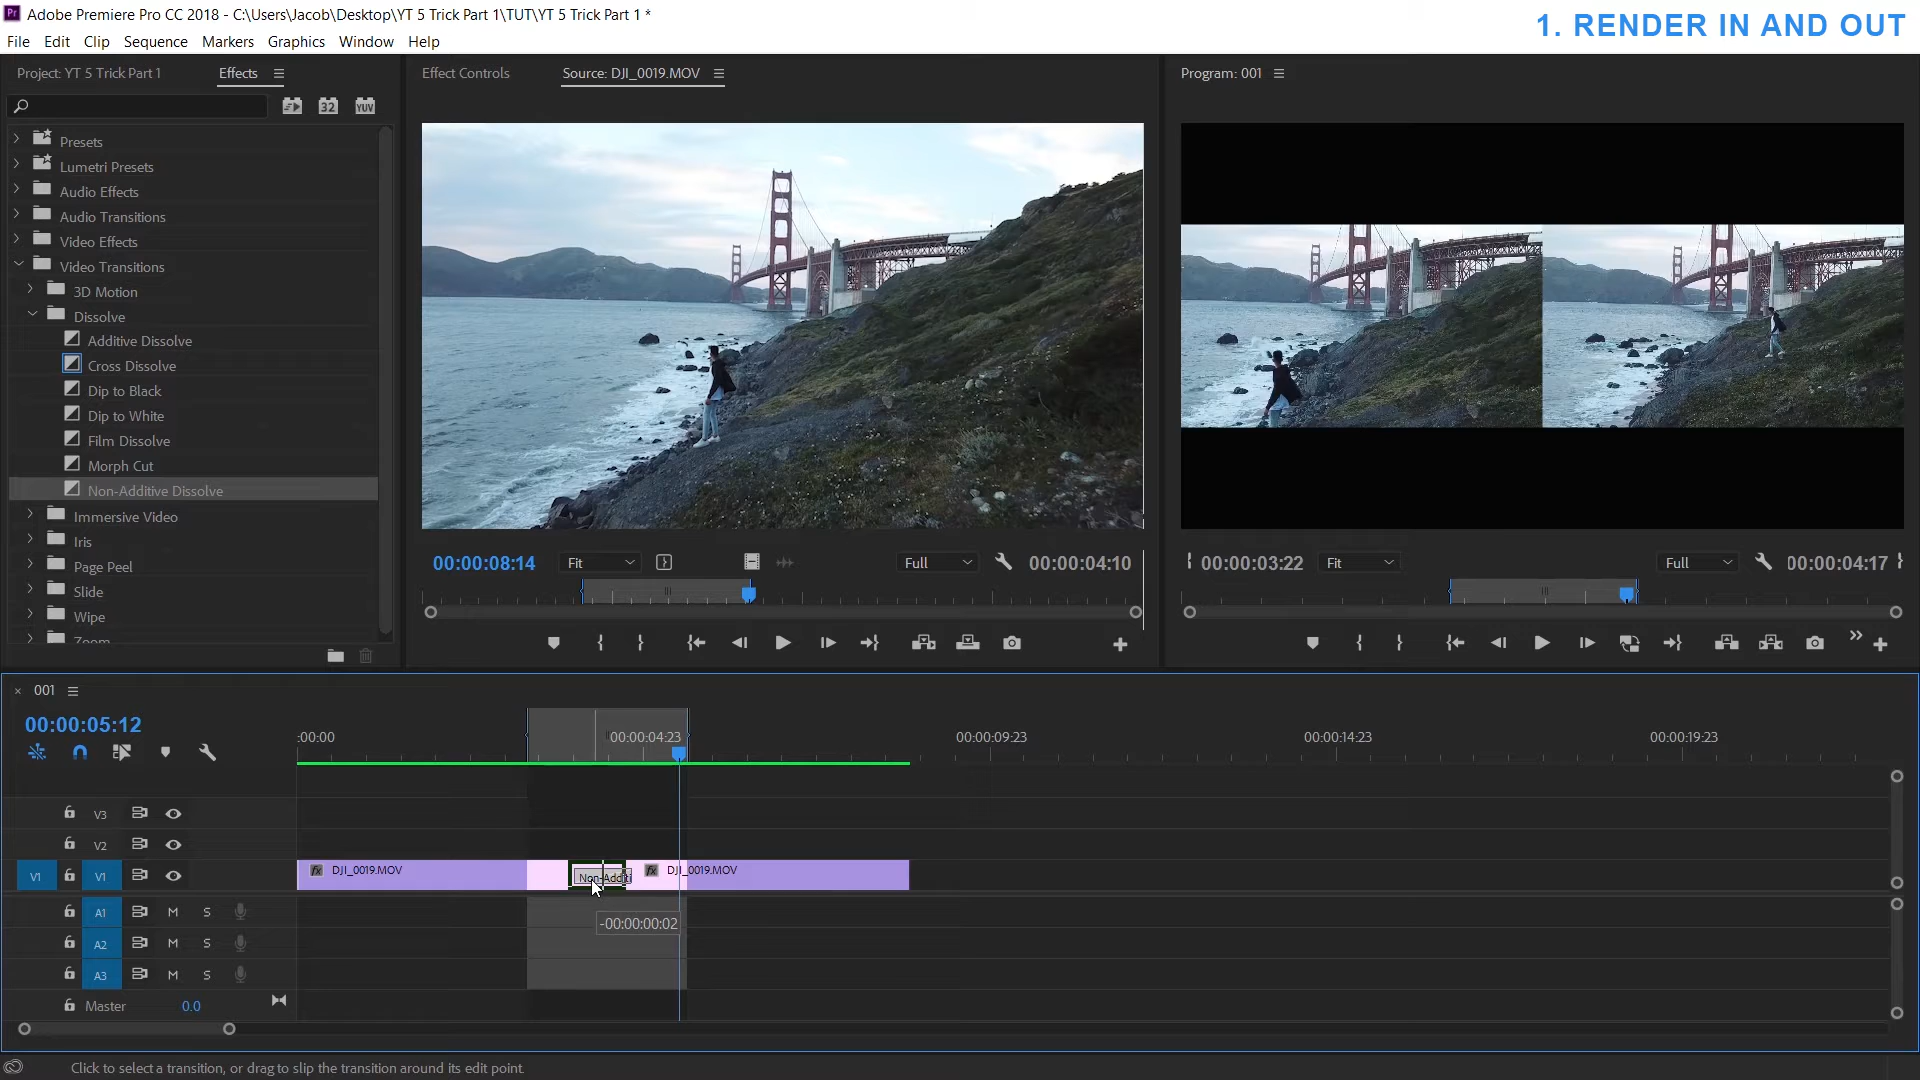 Pr Adobe Premiere Pro CC 2018 - C:\Users\Jacob\Desktop\YT 5 Trick Part 1\TUT\YT 5 Trick Part 1 *
1. RENDER IN AND OUT
File Edit Clip Sequence Markers Graphics Window Help
Project: YT 5 Trick Part 1 Effects
Effect Controls Source: DJI_0019.MOV
Program: 001
32 YUV
Presets
Lumetri Presets
Audio Effects
Audio Transitions
Video Effects
Video Transitions
3D Motion
Dissolve
Additive Dissolve
Cross Dissolve
Dip to Black
Dip to White
Film Dissolve
Morph Cut
Non-Additive Dissolve
Immersive Video
Iris
Page Peel
Slide
Wipe
Zoom
00:00:08:14 Fit Full 00:00:04:10
00:00:03:22 Fit Full 00:00:04:17
× 001
00:00:05:12
:00:00 00:00:04:23 00:00:09:23 00:00:14:23 00:00:19:23
V3
V2
V1 V1 fx DJI_0019.MOV Non-Additi fx DJI_0019.MOV
A1 M S
-00:00:00:02
A2 M S
A3 M S
Master 0.0
Click to select a transition, or drag to slip the transition around its edit point.